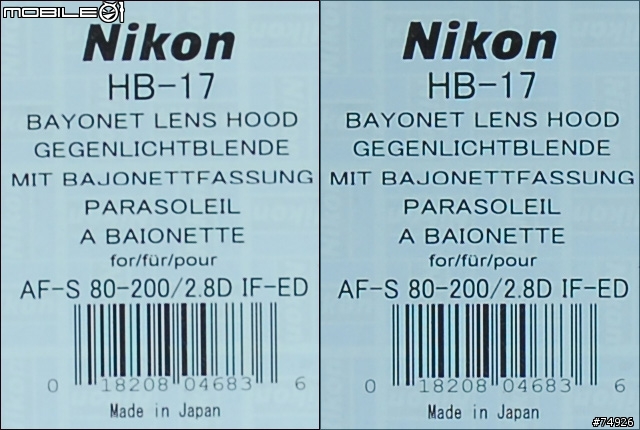 MOBILE01
Nikon
HB-17
BAYONET LENS HOOD
GEGENLICHTBLENDE
MIT BAJONETTFASSUNG
PARASOLEIL
A BAIONETTE
for/für/pour
AF-S 80-200/2.8D IF-ED
0 18208 04683 6
Made in Japan
Nikon
HB-17
BAYONET LENS HOOD
GEGENLICHTBLENDE
MIT BAJONETTFASSUNG
PARASOLEIL
A BAIONETTE
for/für/pour
AF-S 80-200/2.8D IF-ED
0 18208 04683 6
Made in Japan
#74926